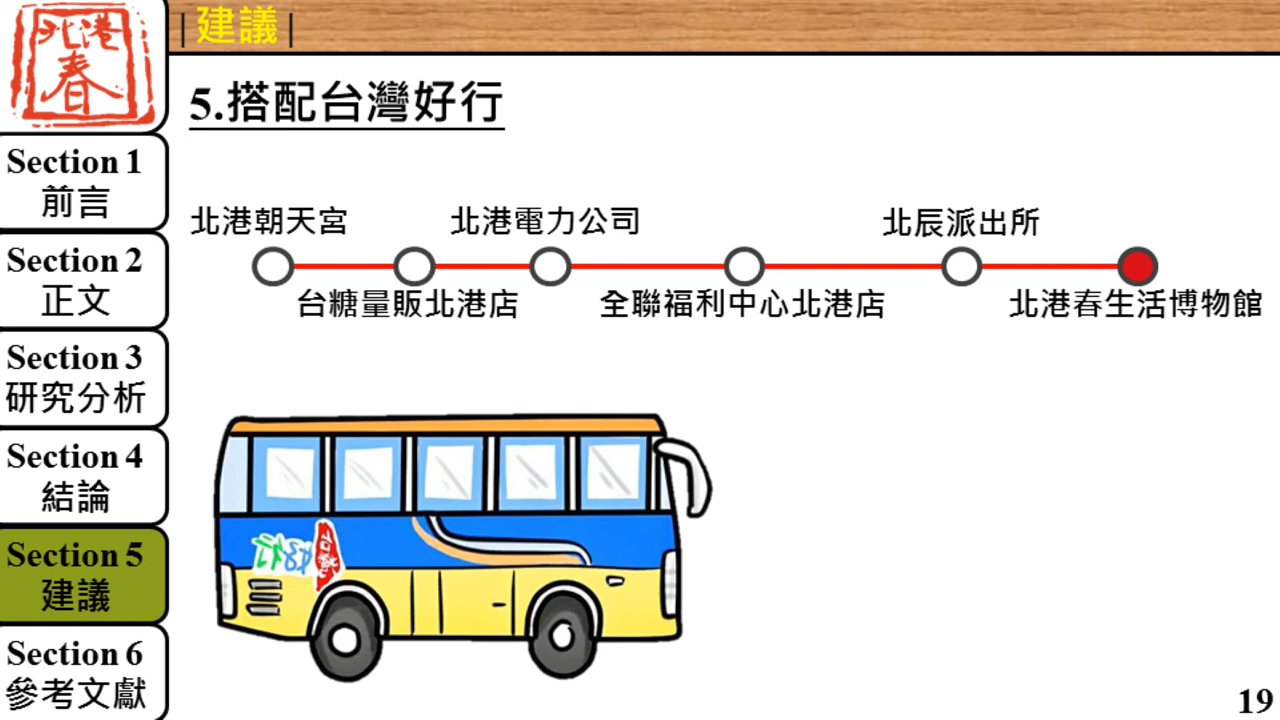 北港春
Section 1
前言
Section 2
正文
Section 3
研究分析
Section 4
結論
Section 5
建議
Section 6
參考文獻
|建議|
5.搭配台灣好行
北港朝天宮
台糖量販北港店
北港電力公司
全聯福利中心北港店
北辰派出所
北港春生活博物館
台灣好行
19